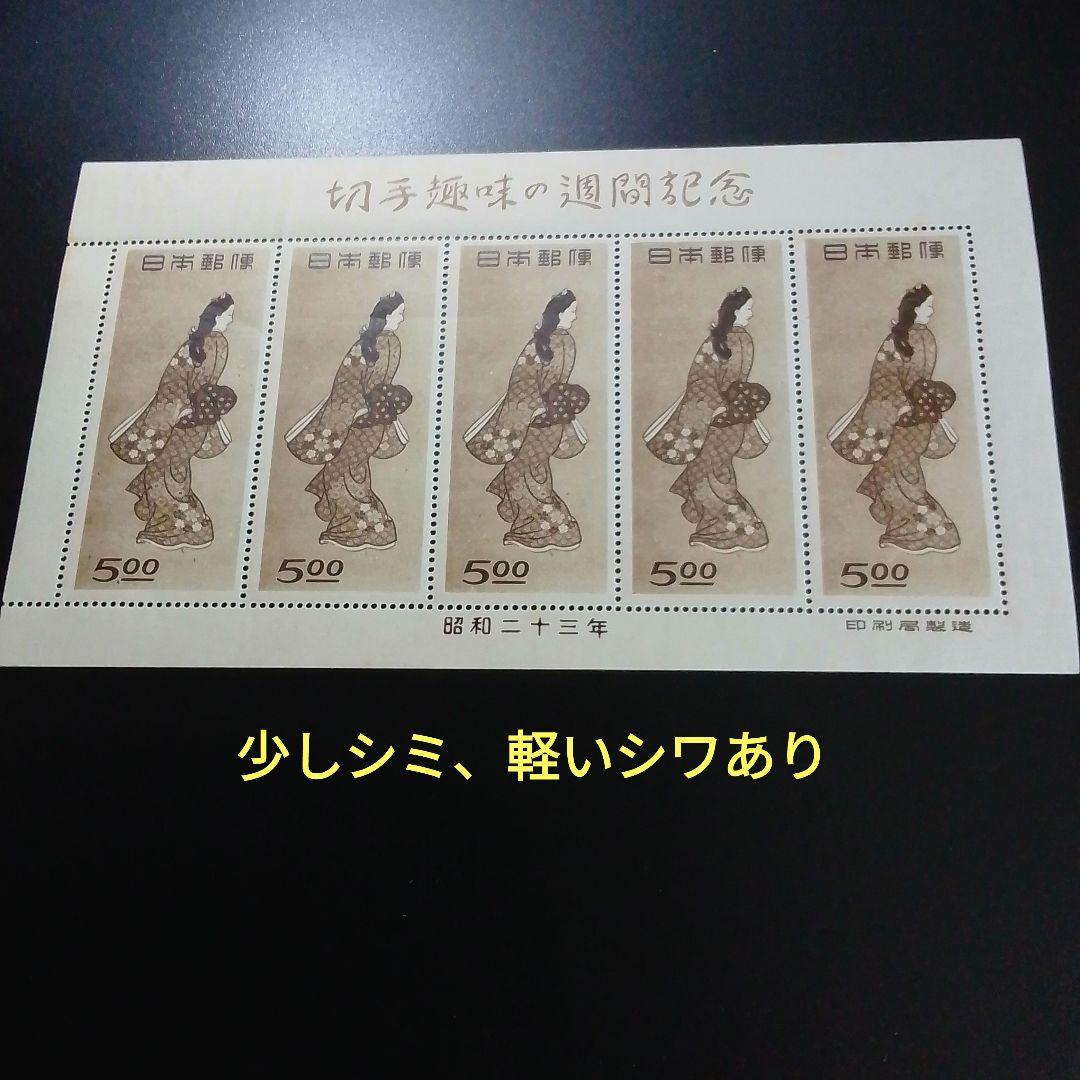 切手趣味の週間記念
日本郵便 日本郵便 日本郵便 日本郵便 日本郵便
5.00 5.00 5.00 5.00 5.00
昭和二十三年 印刷局製造
少しシミ、軽いシワあり